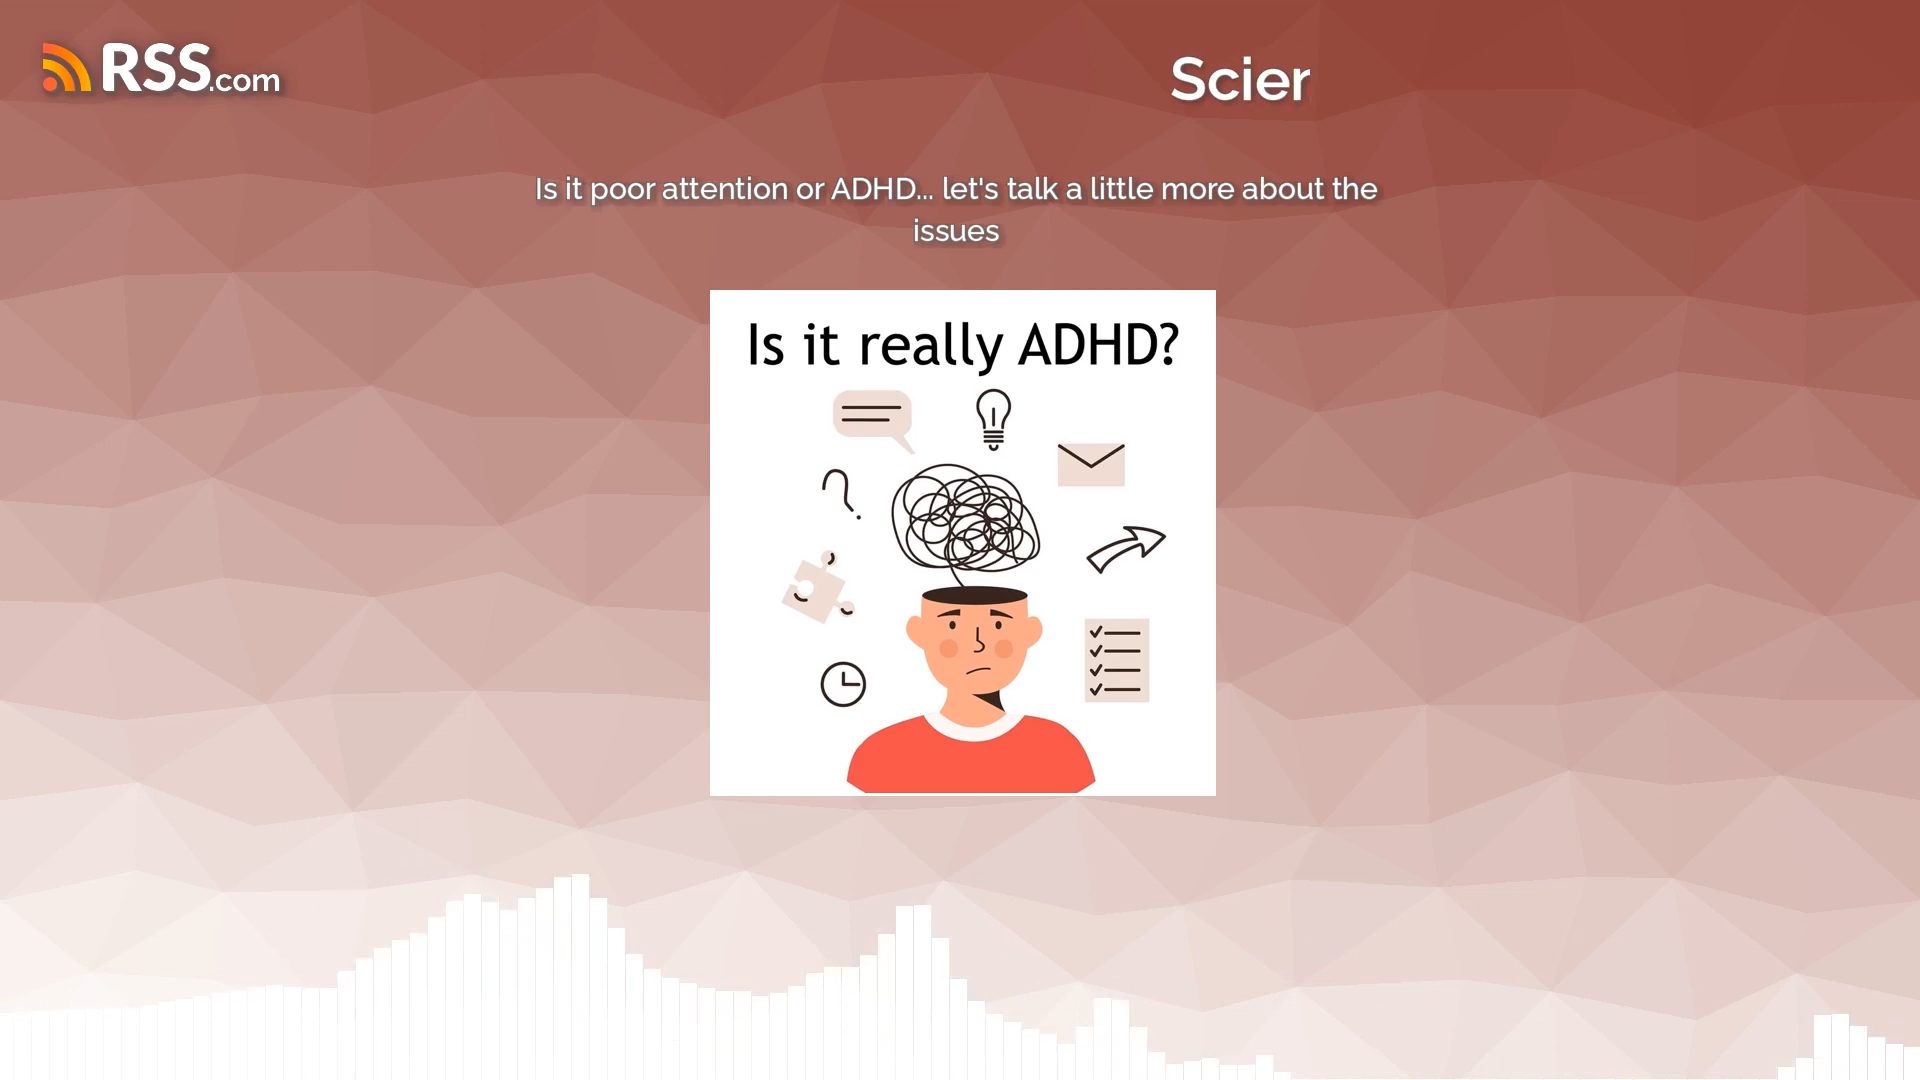 RSS.com
Scier
Is it poor attention or ADHD... let's talk a little more about the
issues
Is it really ADHD?